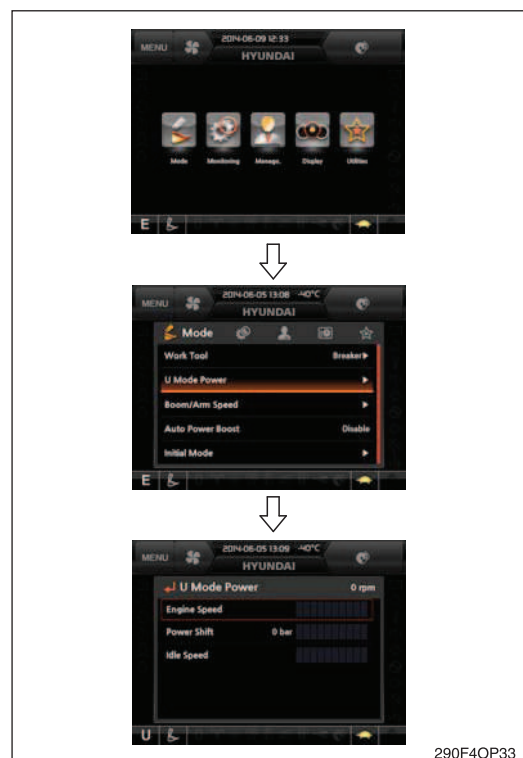 2014-06-09 12:33
MENU
HYUNDAI
Mode Monitoring Manage. Display Utilities
E
2014-06-05 13:08 -40°C
MENU
HYUNDAI
Mode
Work Tool Breaker
U Mode Power
Boom/Arm Speed
Auto Power Boost Disable
Initial Mode
E
2014-06-05 13:09 -40°C
MENU
HYUNDAI
U Mode Power 0 rpm
Engine Speed
Power Shift 0 bar
Idle Speed
U
290F4OP33